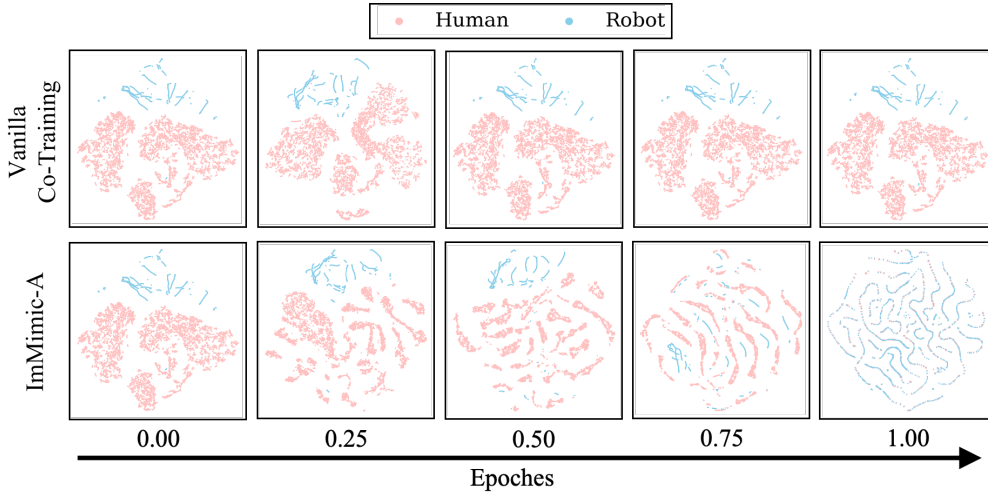 Human Robot
Vanilla
Co-Training
ImMimic-A
0.00 0.25 0.50 0.75 1.00
Epoches